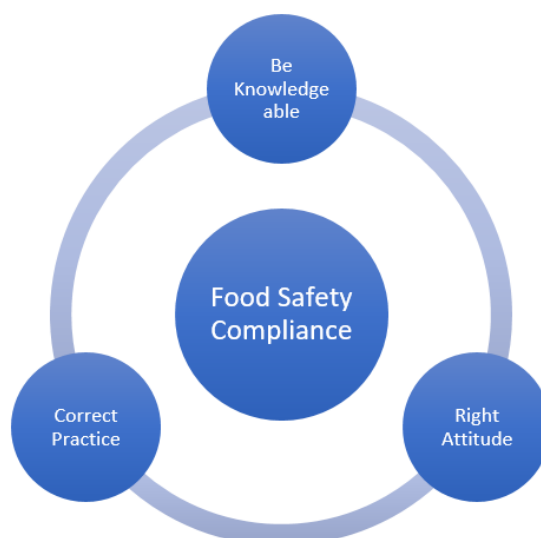 Be
Knowledge
able
Food Safety
Compliance
Correct
Practice
Right
Attitude